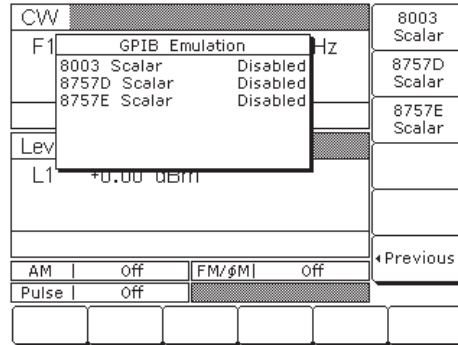 CW
F1
Hz
GPIB Emulation
8003 Scalar Disabled
8757D Scalar Disabled
8757E Scalar Disabled
Lev
L1 +0.00 dBm
AM | Off
FM/ϕM| Off
Pulse | Off
8003
Scalar
8757D
Scalar
8757E
Scalar
◂Previous